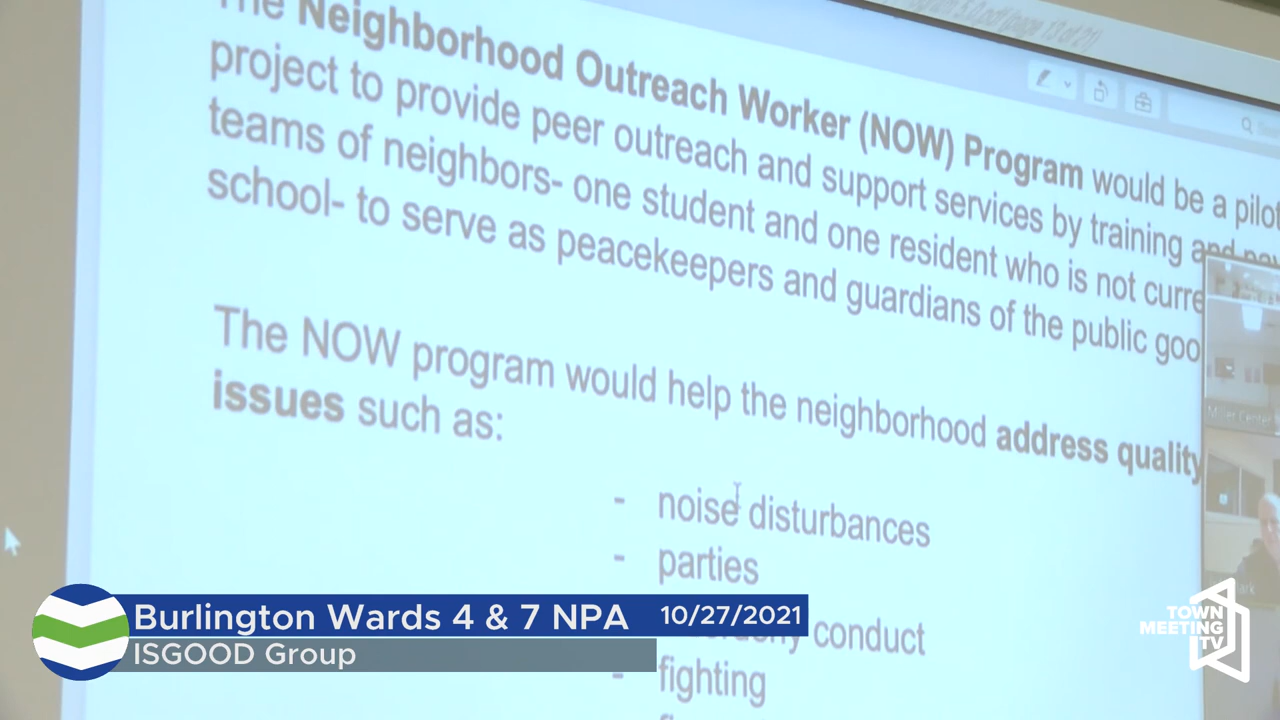 The Neighborhood Outreach Worker (NOW) Program would be a pilot
project to provide peer outreach and support services by training and
teams of neighbors- one student and one resident who is not curre
school- to serve as peacekeepers and guardians of the public goo
The NOW program would help the neighborhood address quality
issues such as:
- noise disturbances
- parties
conduct
- fighting
Miller Center
Burlington Wards 4 & 7 NPA 10/27/2021
ISGOOD Group
TOWN
MEETING
TV